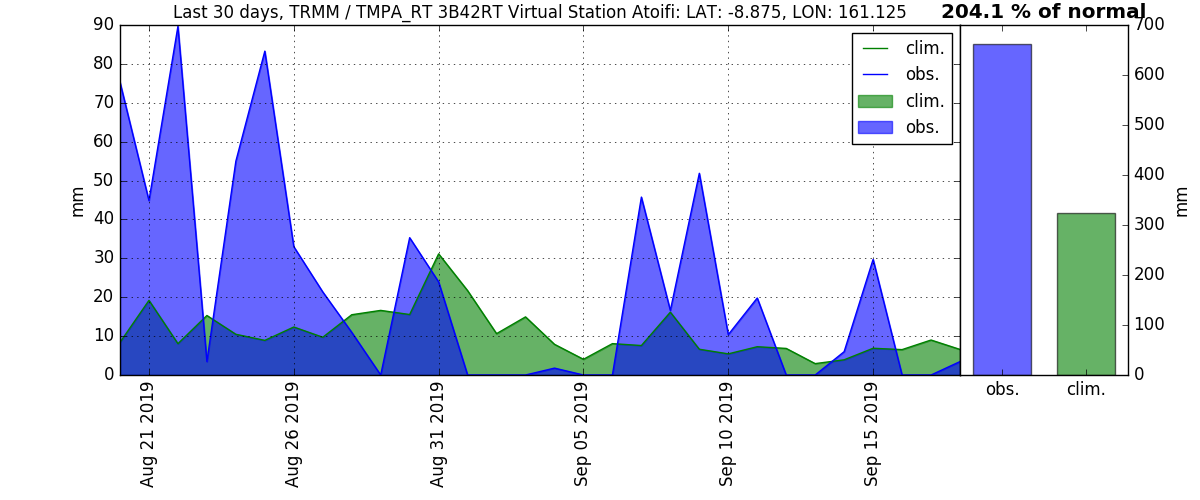 Last 30 days, TRMM / TMPA_RT 3B42RT Virtual Station Atoifi: LAT: -8.875, LON: 161.125
204.1 % of normal
90
80
70
60
50
40
30
20
10
0
mm
clim.
obs.
clim.
obs.
Aug 21 2019
Aug 26 2019
Aug 31 2019
Sep 05 2019
Sep 10 2019
Sep 15 2019
700
600
500
400
300
200
100
0
mm
obs.
clim.